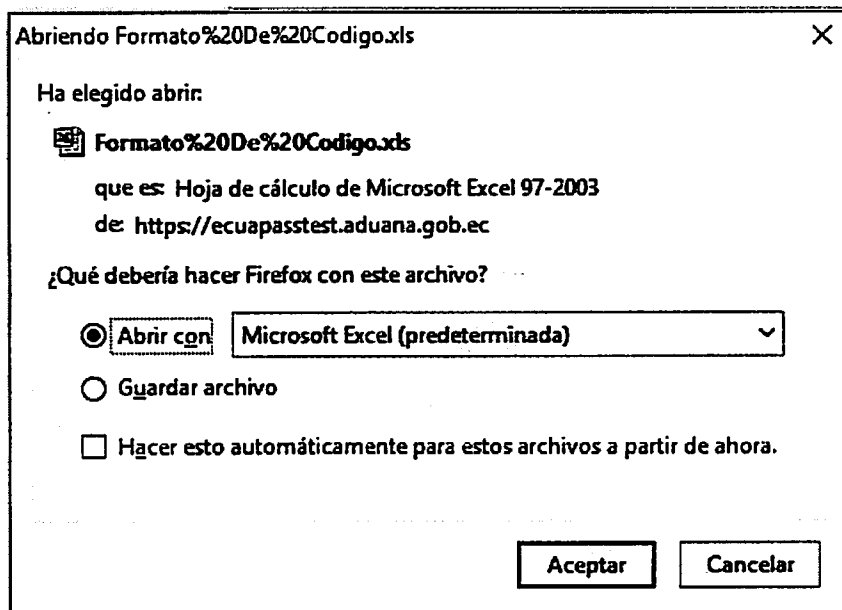 Abriendo Formato%20De%20Codigo.xls
Ha elegido abrir:
Formato%20De%20Codigo.xls
que es: Hoja de cálculo de Microsoft Excel 97-2003
de: https://ecuapasstest.aduana.gob.ec
¿Qué debería hacer Firefox con este archivo?
Abrir con Microsoft Excel (predeterminada)
Guardar archivo
Hacer esto automáticamente para estos archivos a partir de ahora.
Aceptar Cancelar